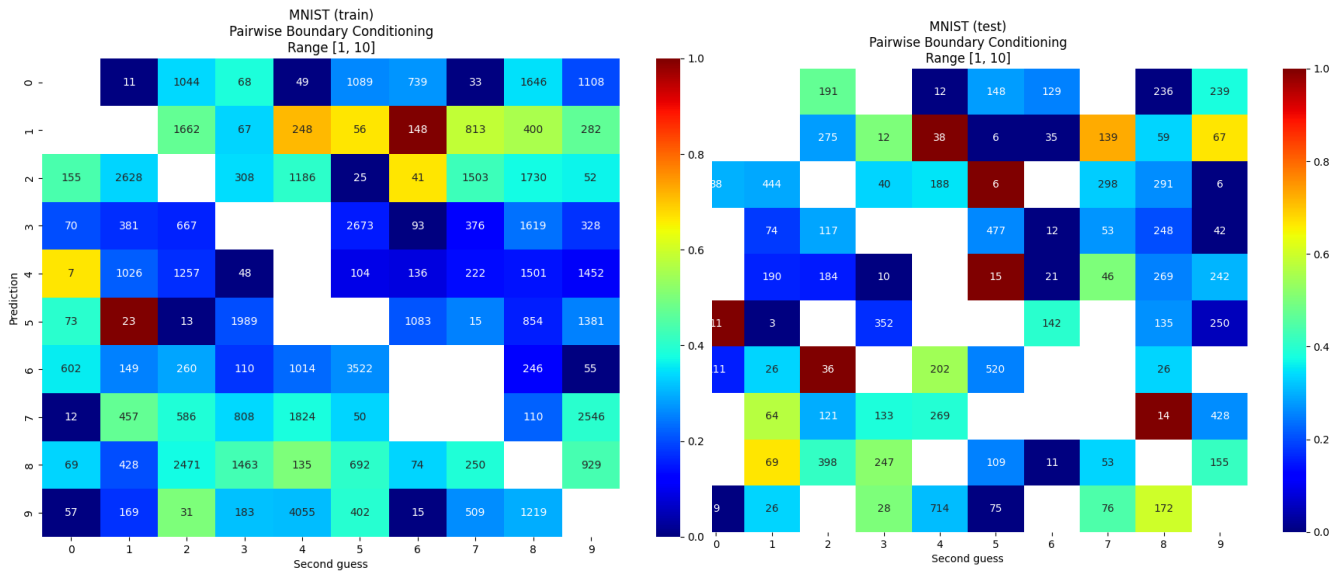 MNIST (train)
Pairwise Boundary Conditioning
Range [1, 10]
0 11 1044 68 49 1089 739 33 1646 1108
1 1662 67 248 56 148 813 400 282
2 155 2628 308 1186 25 41 1503 1730 52
3 70 381 667 2673 93 376 1619 328
4 7 1026 1257 48 104 136 222 1501 1452
5 73 23 13 1989 1083 15 854 1381
6 602 149 260 110 1014 3522 246 55
7 12 457 586 808 1824 50 110 2546
8 69 428 2471 1463 135 692 74 250 929
9 57 169 31 183 4055 402 15 509 1219
0 1 2 3 4 5 6 7 8 9
Prediction
Second guess
1.0
0.8
0.6
0.4
0.2
0.0
MNIST (test)
Pairwise Boundary Conditioning
Range [1, 10]
191 12 148 129 236 239
275 12 38 6 35 139 59 67
38 444 40 188 6 298 291 6
74 117 477 12 53 248 42
190 184 10 15 21 46 269 242
11 3 352 142 135 250
11 26 36 202 520 26
64 121 133 269 14 428
69 398 247 109 11 53 155
9 26 28 714 75 76 172
0 1 2 3 4 5 6 7 8 9
Second guess
1.0
0.8
0.6
0.4
0.2
0.0